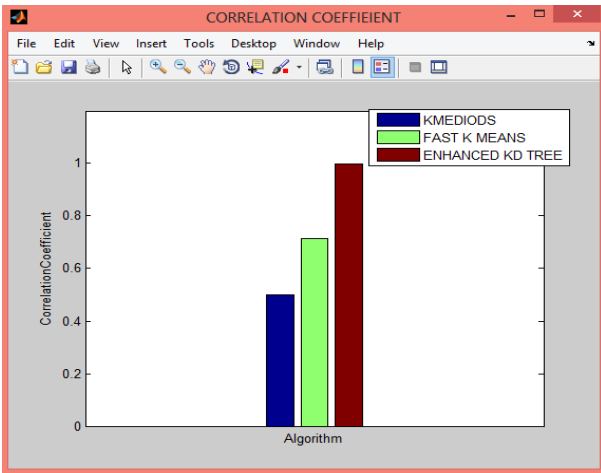 CORRELATION COEFFIEIENT
File Edit View Insert Tools Desktop Window Help
KMEDIODS
FAST K MEANS
ENHANCED KD TREE
1
0.8
0.6
0.4
0.2
0
CorrelationCoefficient
Algorithm